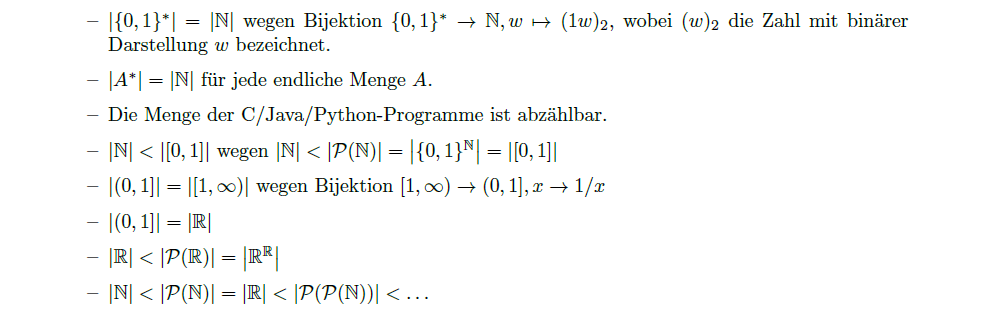 – |{0, 1}*| = |ℕ| wegen Bijektion {0, 1}* → ℕ, w ↦ (1w)₂, wobei (w)₂ die Zahl mit binärer
Darstellung w bezeichnet.
– |A*| = |ℕ| für jede endliche Menge A.
– Die Menge der C/Java/Python-Programme ist abzählbar.
– |ℕ| < |[0, 1]| wegen |ℕ| < |𝒫(ℕ)| = |{0, 1}^ℕ| = |[0, 1]|
– |(0, 1]| = |[1, ∞)| wegen Bijektion [1, ∞) → (0, 1], x → 1/x
– |(0, 1]| = |ℝ|
– |ℝ| < |𝒫(ℝ)| = |ℝ^ℝ|
– |ℕ| < |𝒫(ℕ)| = |ℝ| < |𝒫(𝒫(ℕ))| < …